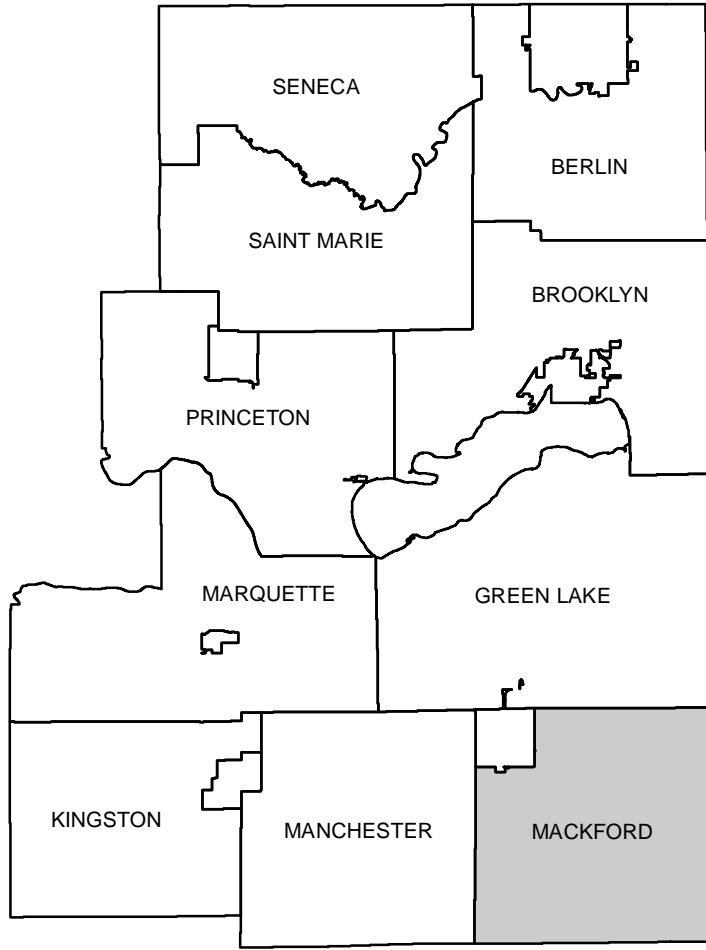 SENECA
BERLIN
SAINT MARIE
BROOKLYN
PRINCETON
MARQUETTE
GREEN LAKE
KINGSTON
MANCHESTER
MACKFORD